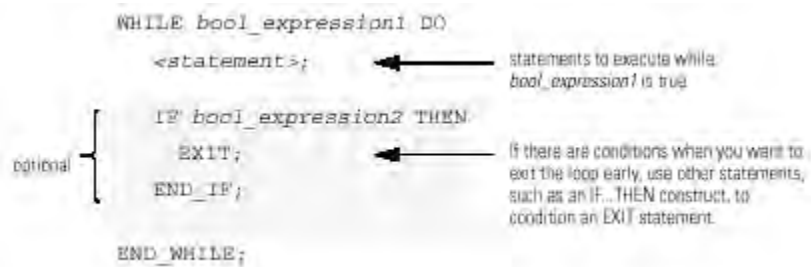 WHILE bool_expression1 DO
<statement>;
statements to execute while
bool_expression1 is true
optional
IF bool_expression2 THEN
EXIT;
END_IF;
If there are conditions when you want to
exit the loop early, use other statements,
such as an IF...THEN construct, to
condition an EXIT statement.
END_WHILE;